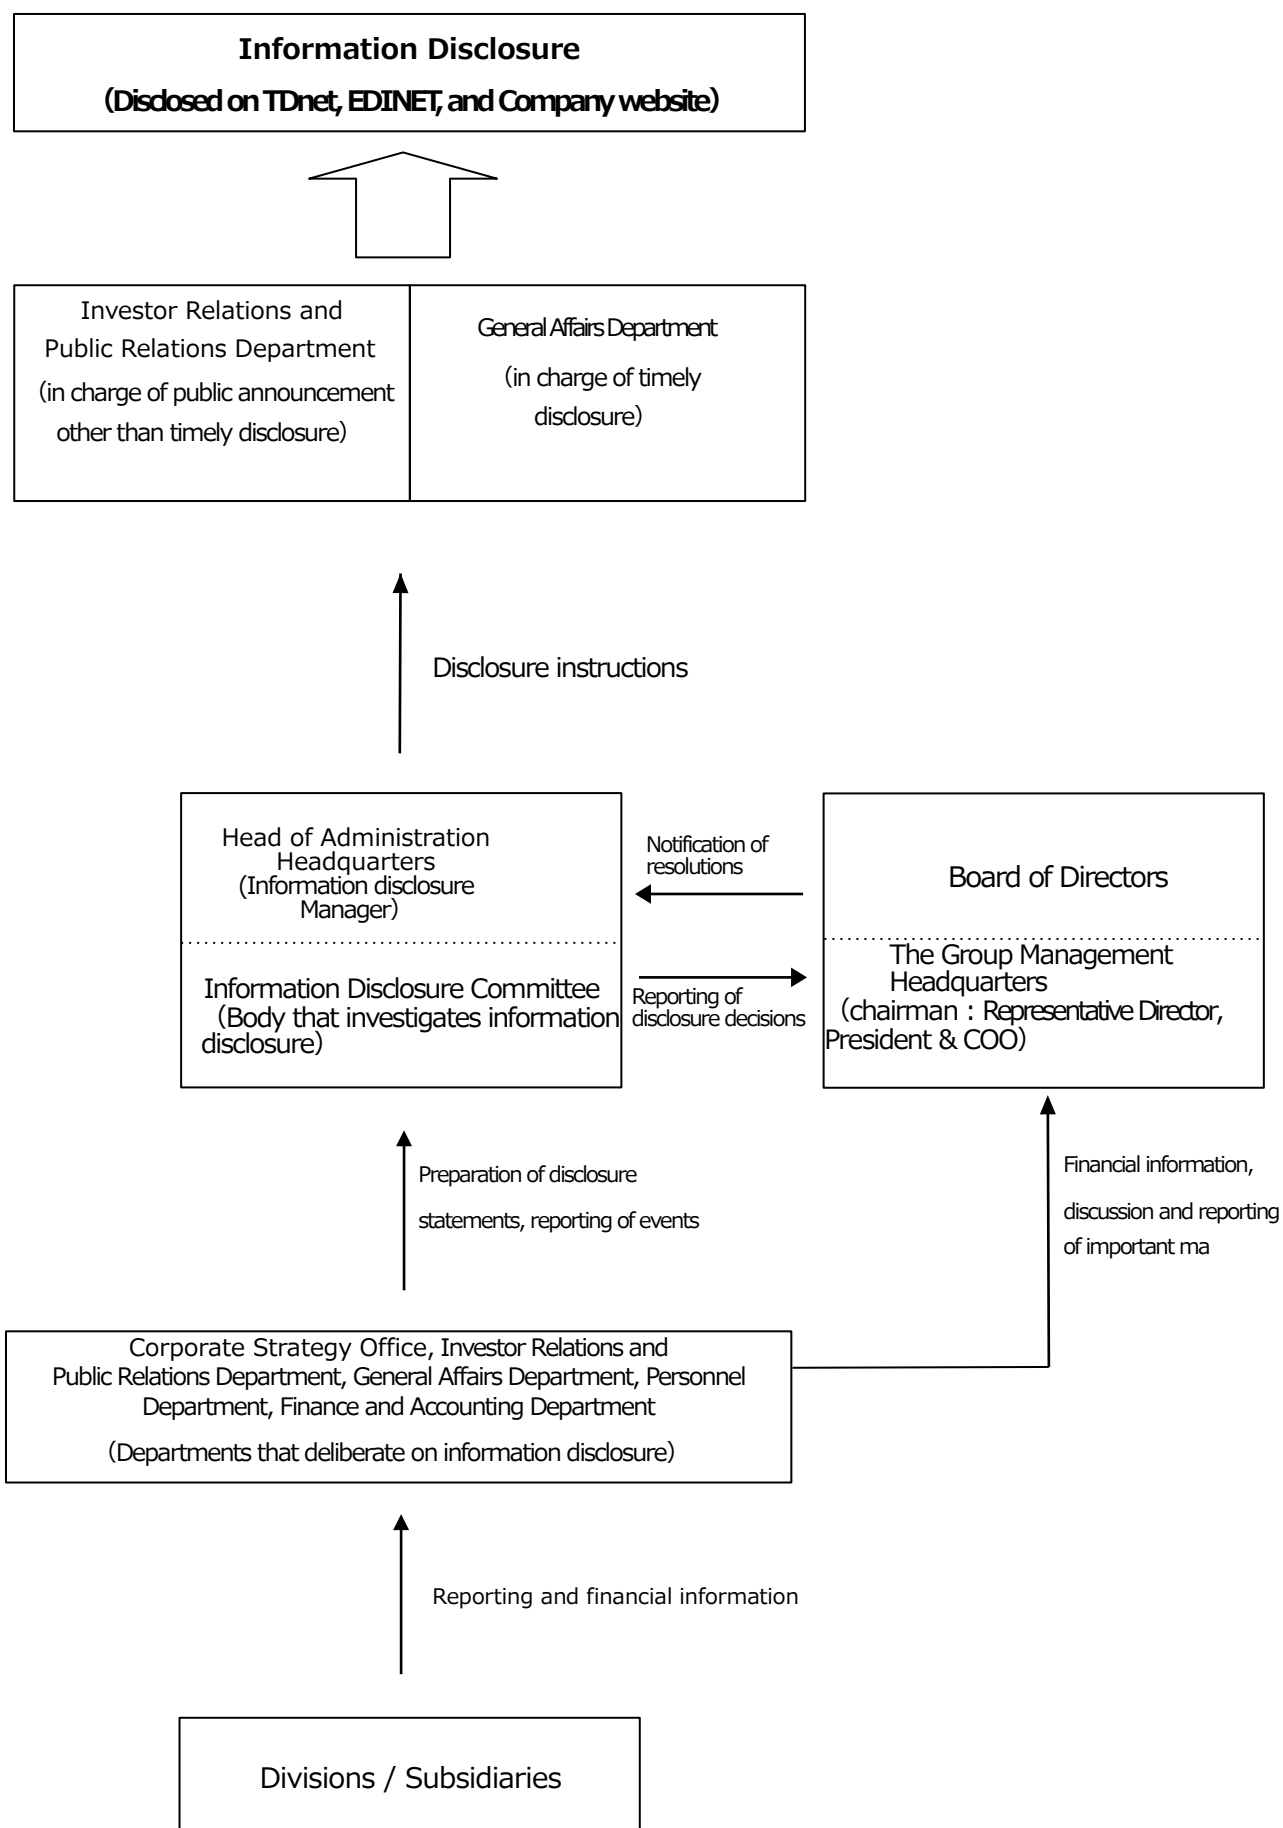 Information Disclosure
（Disclosed on TDnet, EDINET, and Company website）
Investor Relations and
Public Relations Department
（in charge of public announcement
other than timely disclosure）
General Affairs Department
（in charge of timely
disclosure）
Disclosure instructions
Head of Administration
Headquarters
（Information disclosure
Manager）
Information Disclosure Committee
（Body that investigates information
disclosure）
Notification of
resolutions
Reporting of
disclosure decisions
Board of Directors
The Group Management
Headquarters
（chairman：Representative Director,
President & COO）
Preparation of disclosure
statements, reporting of events
Financial information,
discussion and reporting
of important ma
Corporate Strategy Office, Investor Relations and
Public Relations Department, General Affairs Department, Personnel
Department, Finance and Accounting Department
（Departments that deliberate on information disclosure）
Reporting and financial information
Divisions / Subsidiaries